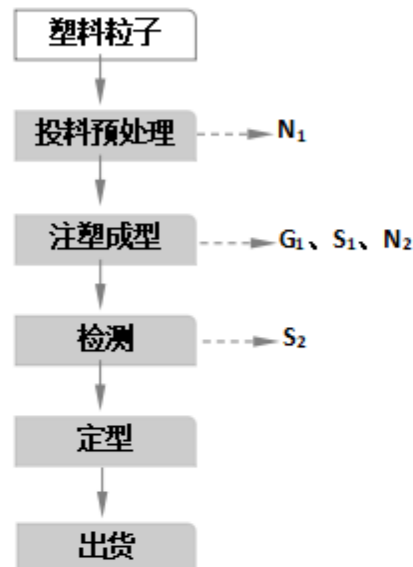 塑料粒子
投料预处理
N₁
注塑成型
G₁、S₁、N₂
检测
S₂
定型
出货